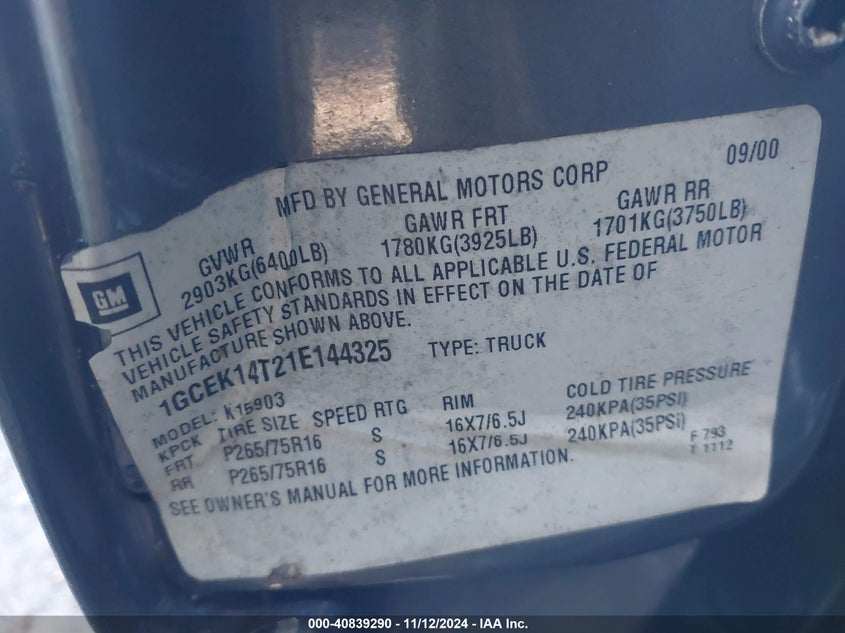 MFD BY GENERAL MOTORS CORP 09/00
GVWR GAWR FRT GAWR RR
2903KG(6400LB) 1780KG(3925LB) 1701KG(3750LB)
GM
THIS VEHICLE CONFORMS TO ALL APPLICABLE U.S. FEDERAL MOTOR
VEHICLE SAFETY STANDARDS IN EFFECT ON THE DATE OF
MANUFACTURE SHOWN ABOVE.
1GCEK14T21E144325 TYPE: TRUCK
MODEL: K15903
KPCK TIRE SIZE SPEED RTG RIM COLD TIRE PRESSURE
FRT P265/75R16 S 16X7/6.5J 240KPA(35PSI)
RR P265/75R16 S 16X7/6.5J 240KPA(35PSI)
SEE OWNER'S MANUAL FOR MORE INFORMATION.
F 793
T 1112
000-40839290 - 11/12/2024 - IAA Inc.